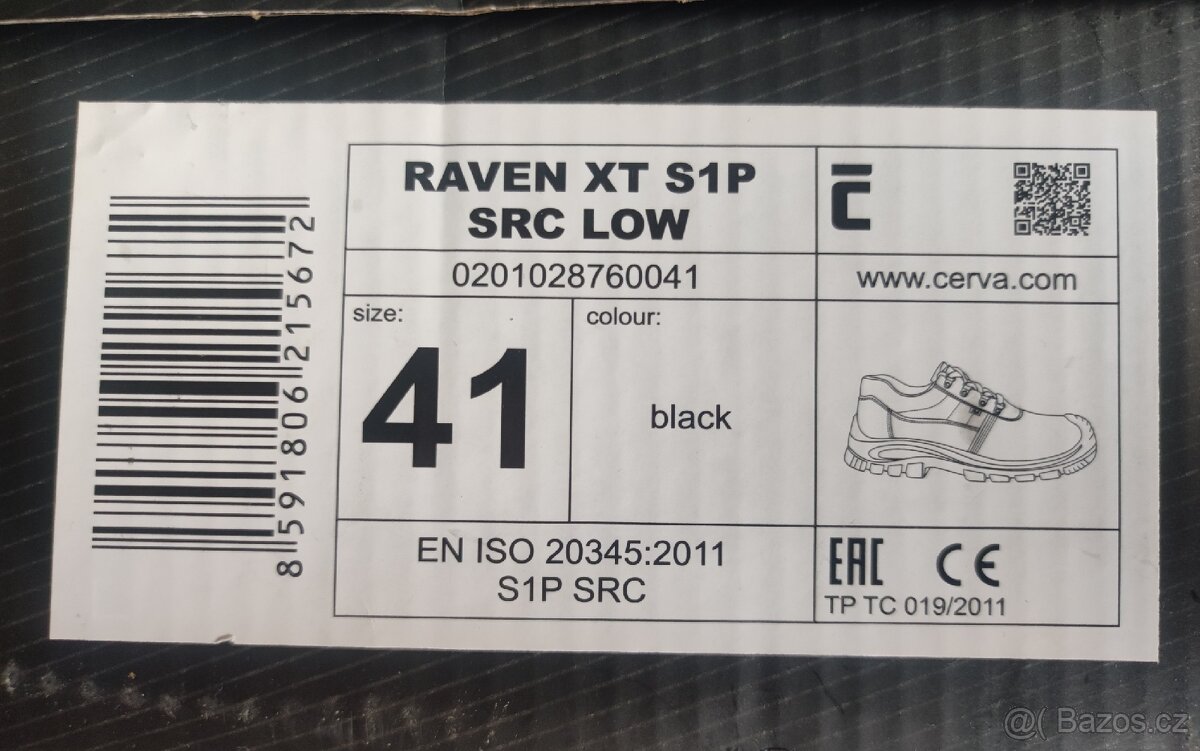 RAVEN XT S1P
SRC LOW
0201028760041
www.cerva.com
size:
41
colour:
black
EN ISO 20345:2011
S1P SRC
EAC CE
TP TC 019/2011
8 591806 215672
@( Bazos.cz